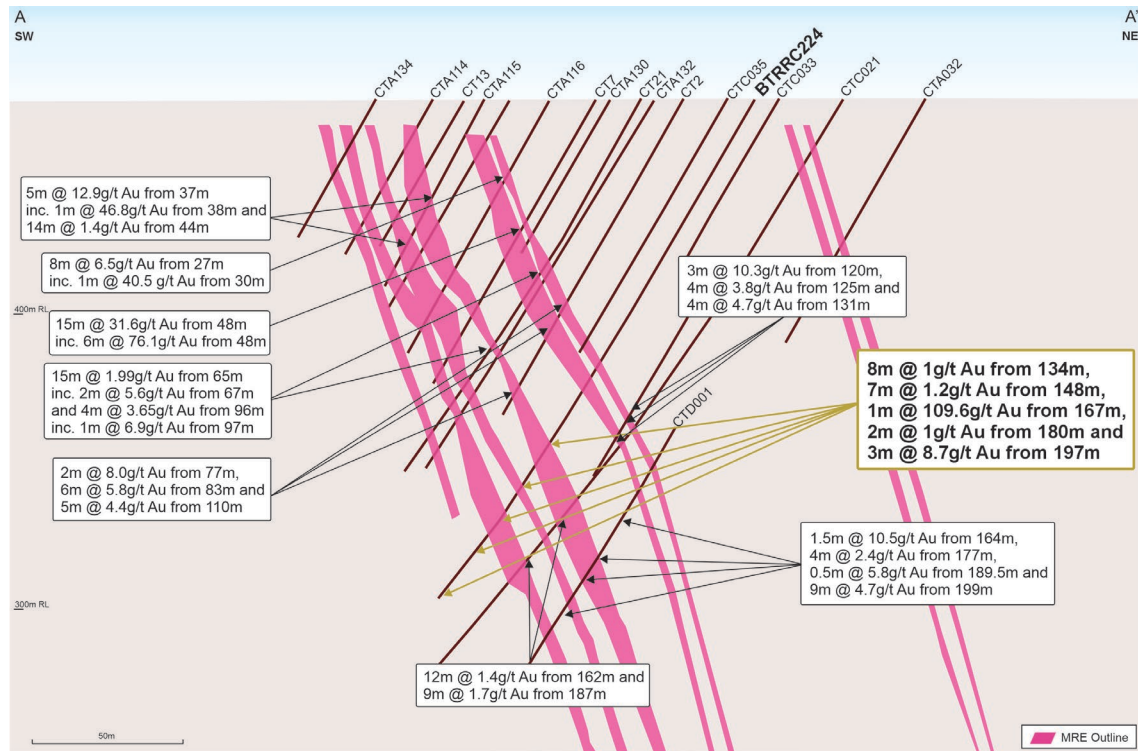 A
SW
A'
NE
CTA134
CTA114
CT13
CTA115
CTA116
CT7
CTA130
CT21
CTA132
CT2
CTC035
BTRRC224
CTC033
CTC021
CTA032
5m @ 12.9g/t Au from 37m
inc. 1m @ 46.8g/t Au from 38m and
14m @ 1.4g/t Au from 44m
8m @ 6.5g/t Au from 27m
inc. 1m @ 40.5 g/t Au from 30m
3m @ 10.3g/t Au from 120m,
4m @ 3.8g/t Au from 125m and
4m @ 4.7g/t Au from 131m
400m RL
15m @ 31.6g/t Au from 48m
inc. 6m @ 76.1g/t Au from 48m
15m @ 1.99g/t Au from 65m
inc. 2m @ 5.6g/t Au from 67m
and 4m @ 3.65g/t Au from 96m
inc. 1m @ 6.9g/t Au from 97m
8m @ 1g/t Au from 134m,
7m @ 1.2g/t Au from 148m,
1m @ 109.6g/t Au from 167m,
2m @ 1g/t Au from 180m and
3m @ 8.7g/t Au from 197m
CTD001
2m @ 8.0g/t Au from 77m,
6m @ 5.8g/t Au from 83m and
5m @ 4.4g/t Au from 110m
1.5m @ 10.5g/t Au from 164m,
4m @ 2.4g/t Au from 177m,
0.5m @ 5.8g/t Au from 189.5m and
9m @ 4.7g/t Au from 199m
300m RL
12m @ 1.4g/t Au from 162m and
9m @ 1.7g/t Au from 187m
50m
MRE Outline